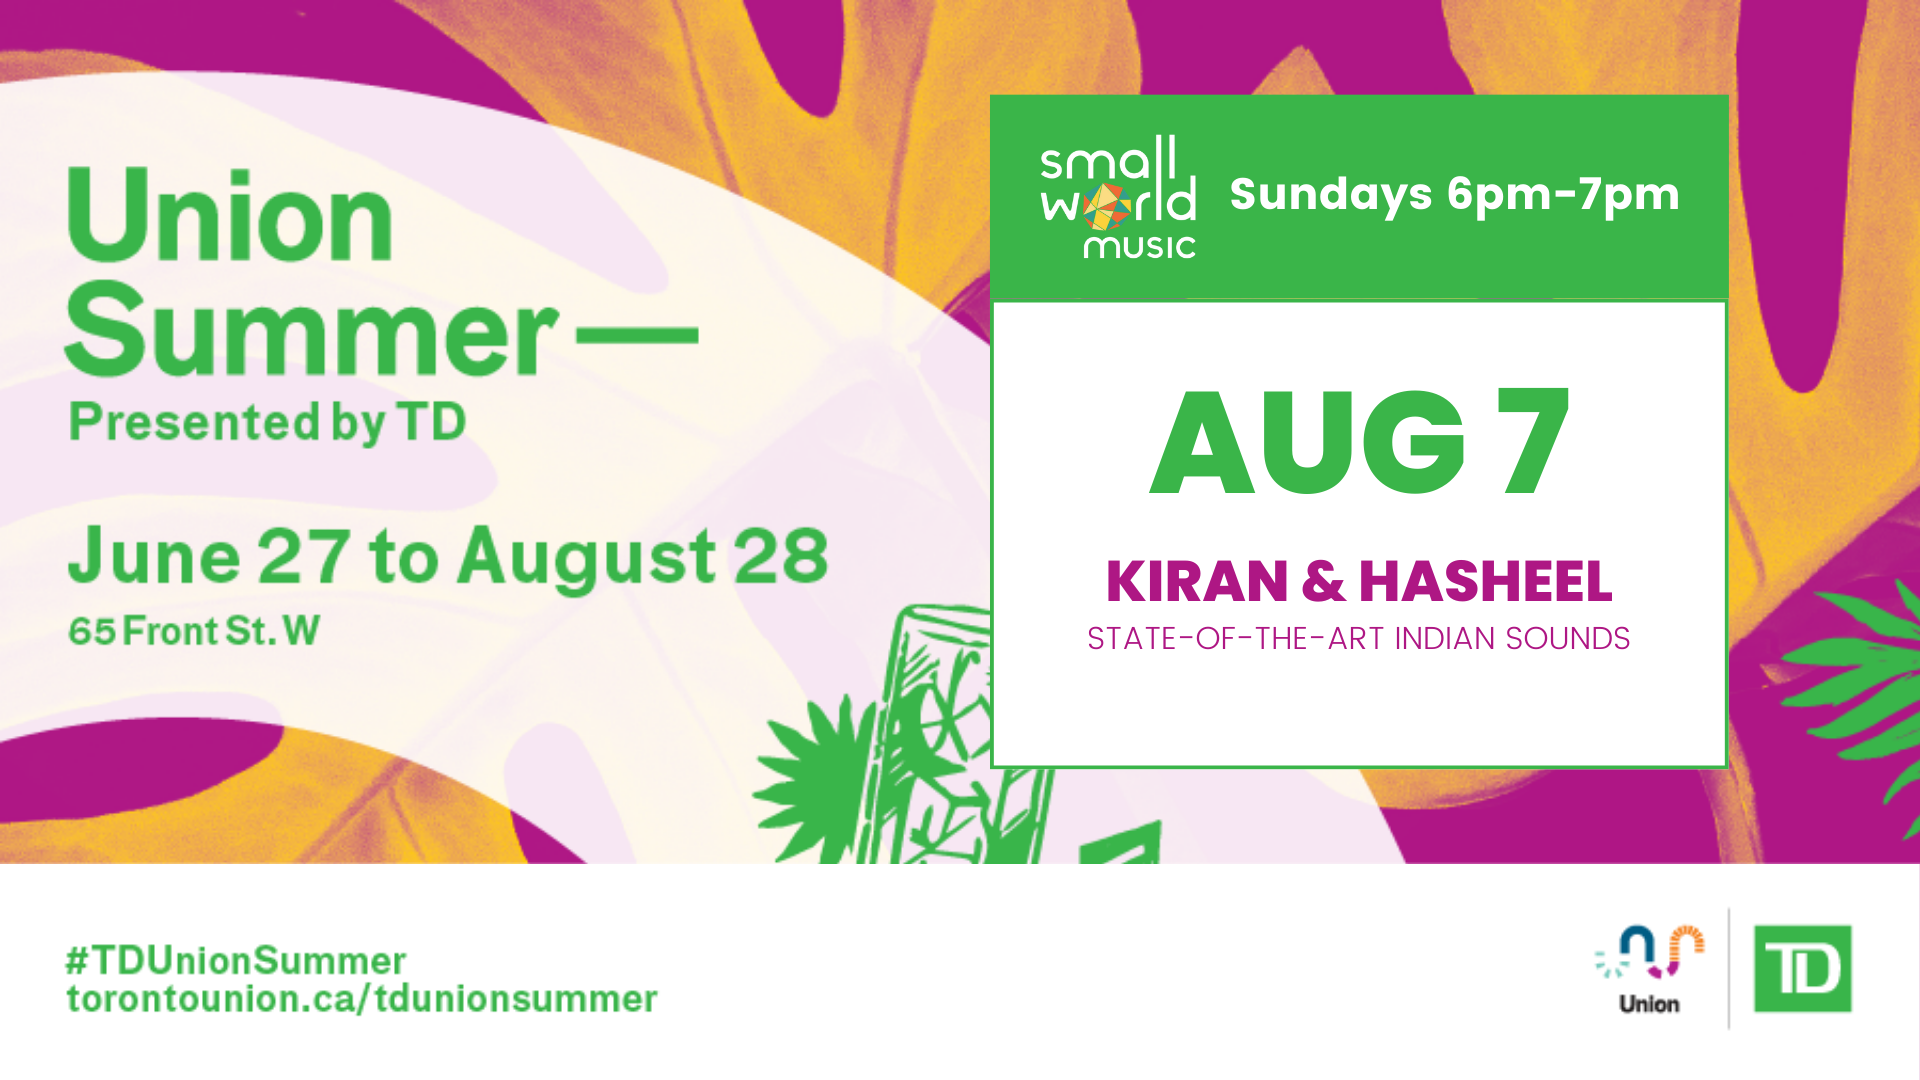 Union
Summer—
Presented by TD
June 27 to August 28
65 Front St. W
small
world
music
Sundays 6pm-7pm
AUG 7
KIRAN & HASHEEL
STATE-OF-THE-ART INDIAN SOUNDS
#TDUnionSummer
torontounion.ca/tdunionsummer
Union
TD